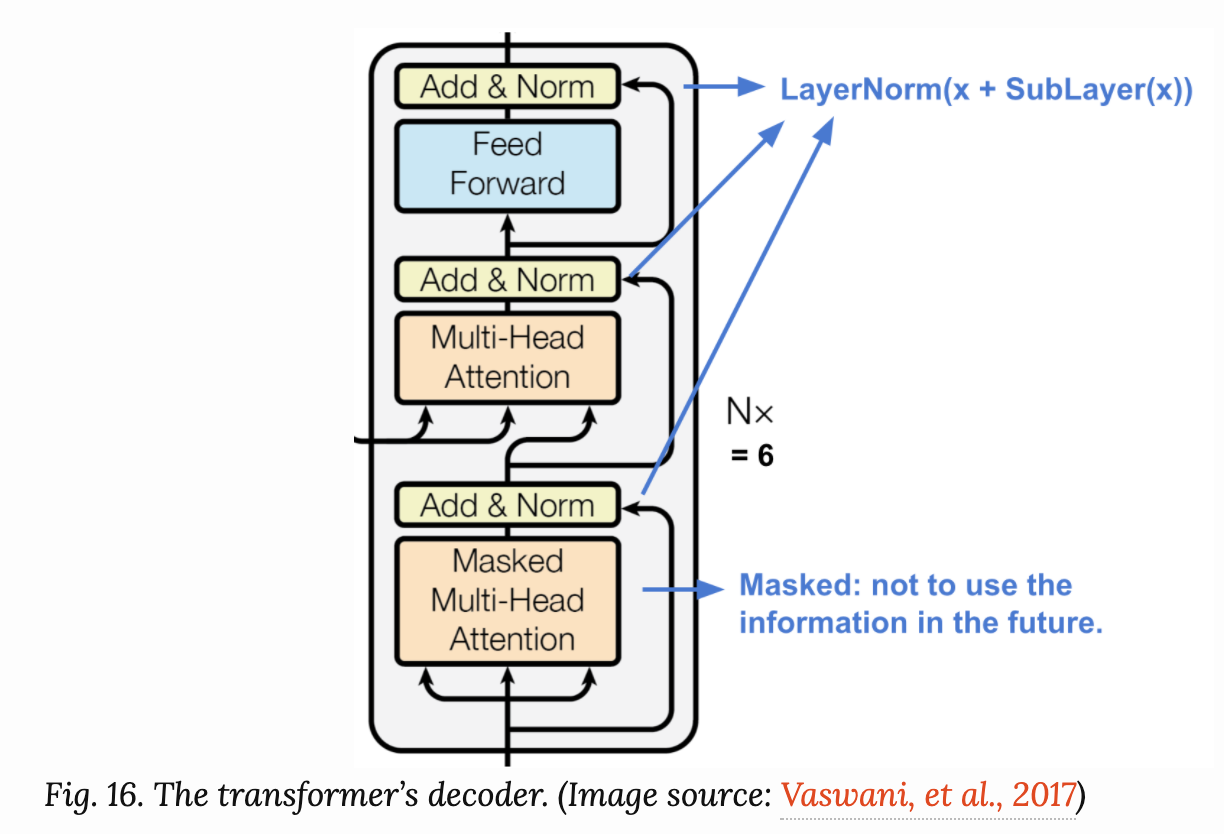 Add & Norm
LayerNorm(x + SubLayer(x))
Feed
Forward
Add & Norm
Multi-Head
Attention
N×
= 6
Add & Norm
Masked
Multi-Head
Attention
Masked: not to use the
information in the future.
Fig. 16. The transformer’s decoder. (Image source: Vaswani, et al., 2017)